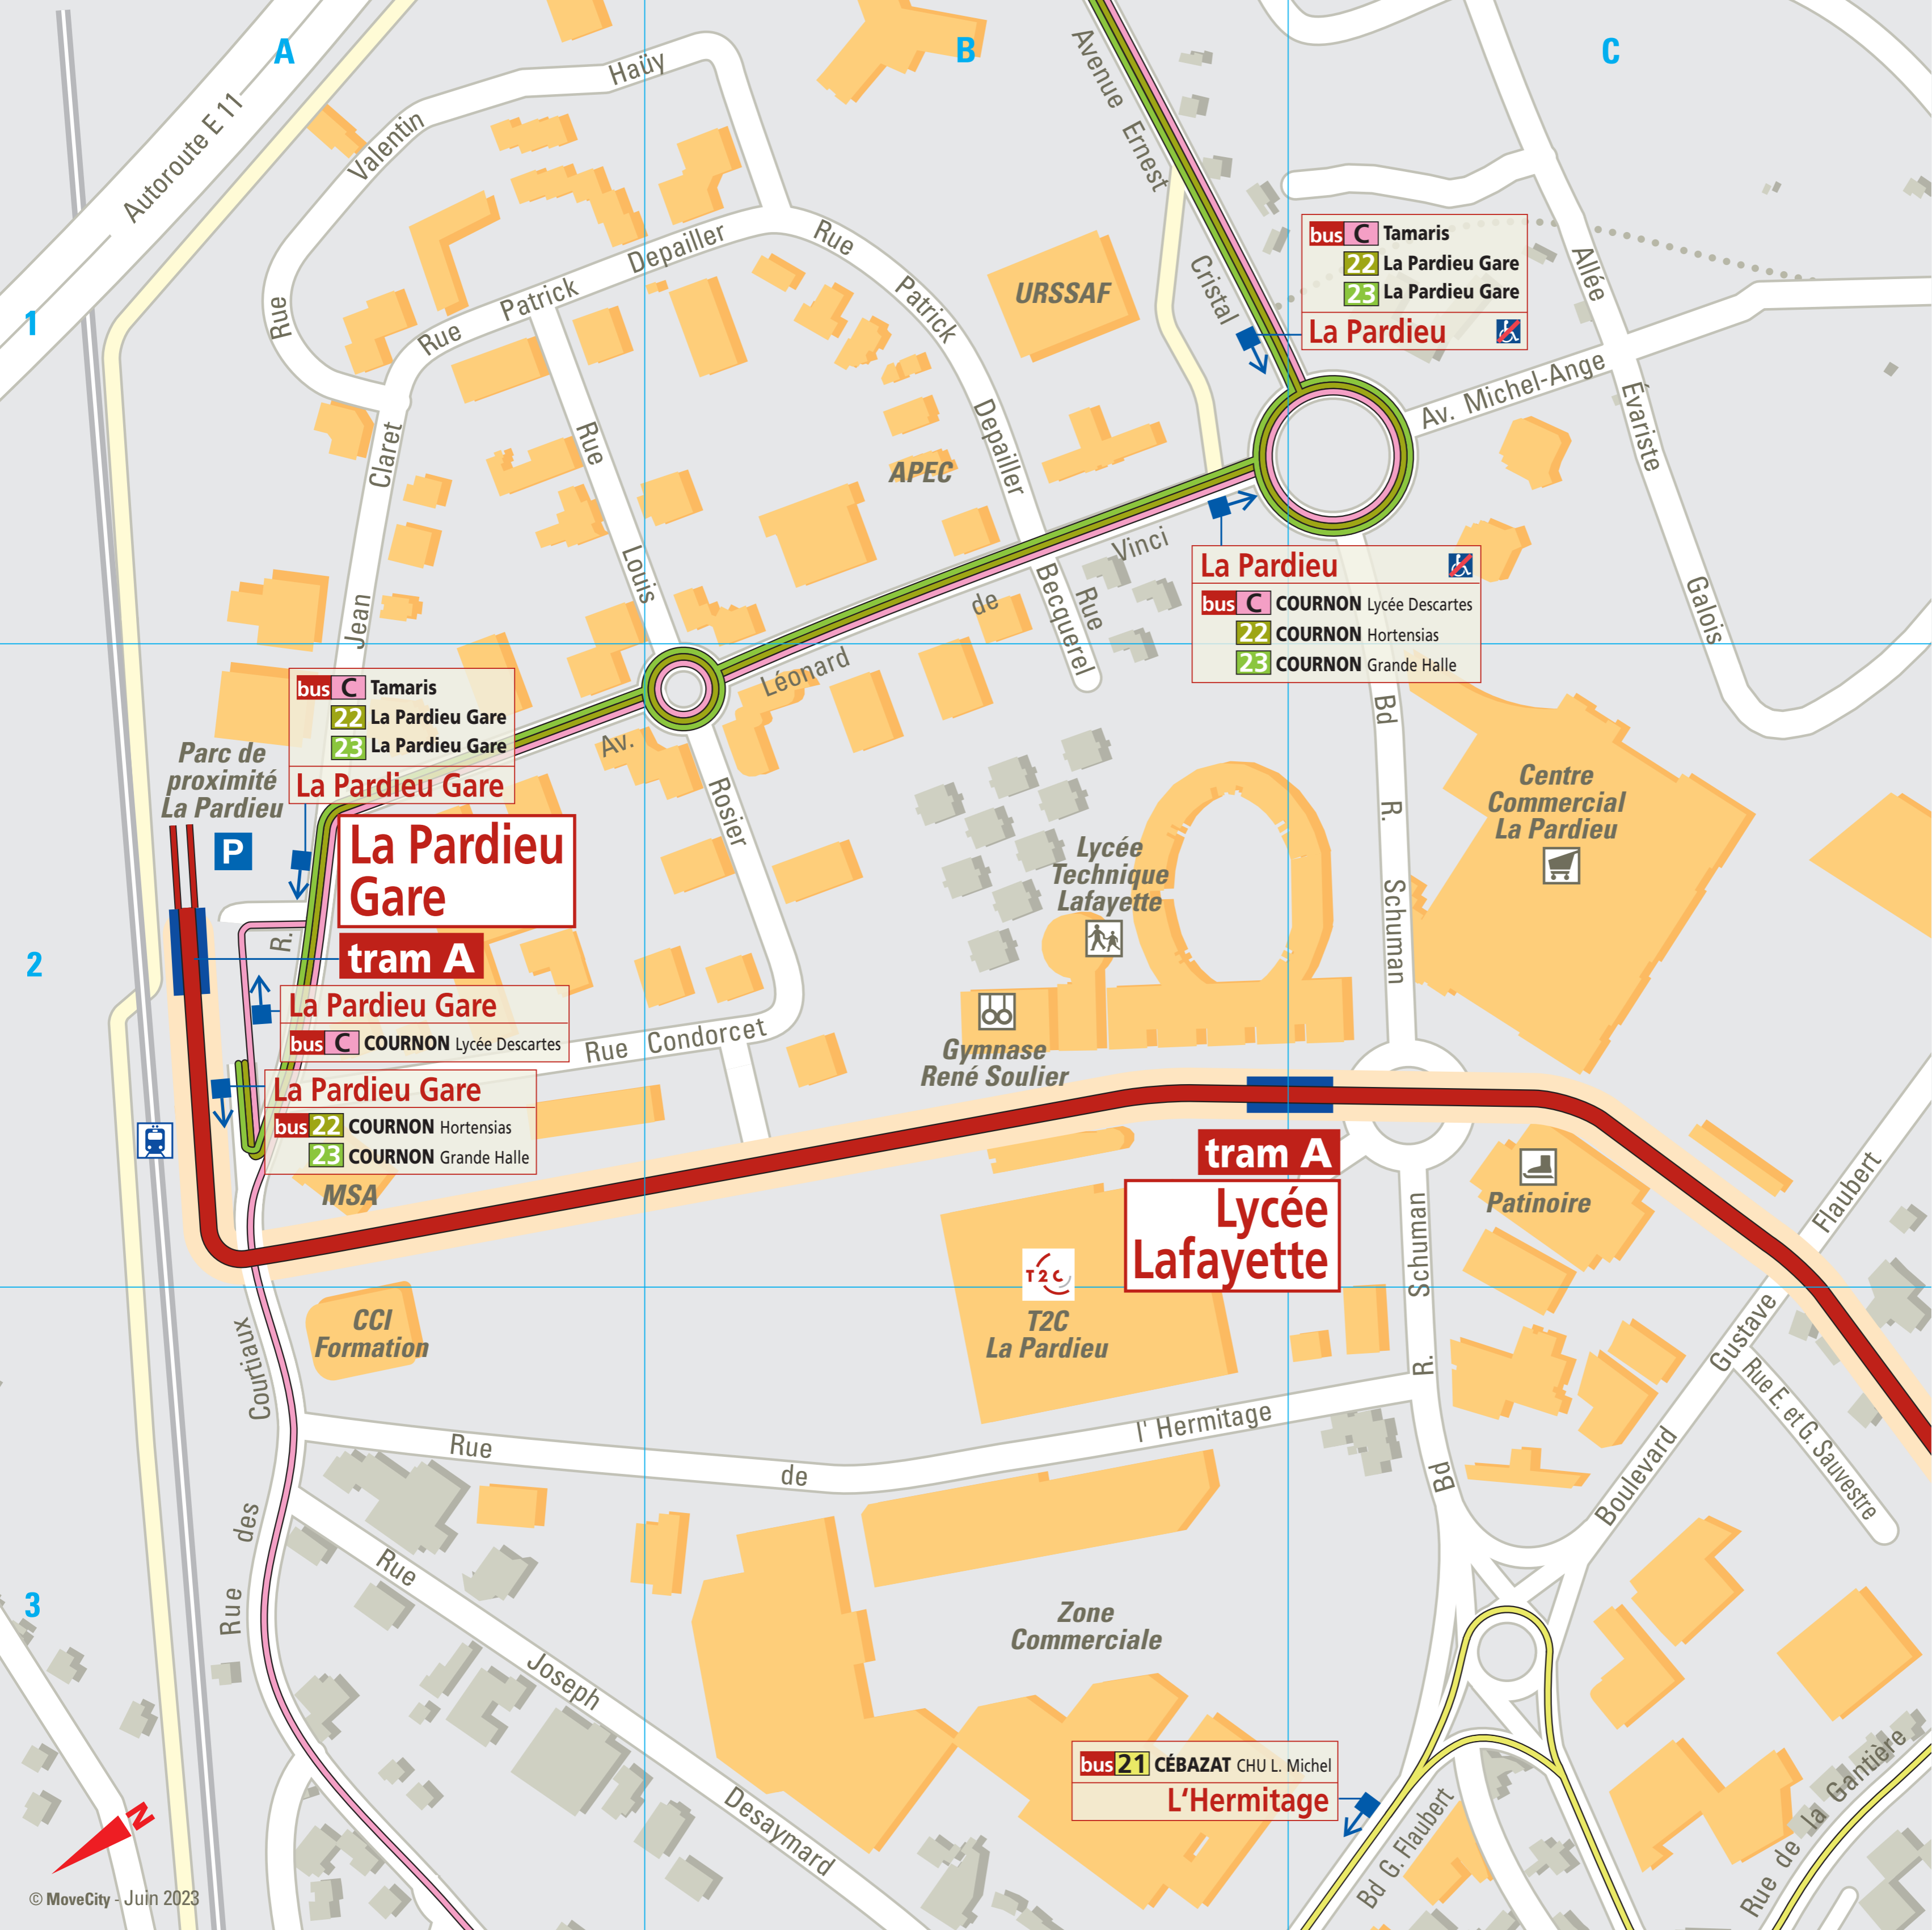 A
B
C
1
2
3
Autoroute E 11
Valentin
Haüy
Rue
Rue
Patrick
Depailler
Rue
Patrick
Depailler
Avenue
Ernest
Cristal
URSSAF
APEC
bus C Tamaris
22 La Pardieu Gare
23 La Pardieu Gare
La Pardieu
Allée
Évariste
Galois
Av. Michel-Ange
Claret
Jean
Rue
Louis
Rosier
Vinci
de
Léonard
Av.
Rue
Becquerel
La Pardieu
bus C COURNON Lycée Descartes
22 COURNON Hortensias
23 COURNON Grande Halle
bus C Tamaris
22 La Pardieu Gare
23 La Pardieu Gare
La Pardieu Gare
Parc de
proximité
La Pardieu
P
La Pardieu
Gare
tram A
R.
La Pardieu Gare
bus C COURNON Lycée Descartes
La Pardieu Gare
bus 22 COURNON Hortensias
23 COURNON Grande Halle
Rue Condorcet
MSA
Lycée
Technique
Lafayette
Gymnase
René Soulier
Centre
Commercial
La Pardieu
Bd
R.
Schuman
tram A
Lycée
Lafayette
Patinoire
T2C
T2C
La Pardieu
CCI
Formation
Schuman
R.
Bd
Flaubert
Gustave
Boulevard
Rue E. et G. Sauvestre
Courtiaux
des
Rue
Rue
de
l' Hermitage
Rue
Joseph
Desaymard
Zone
Commerciale
bus 21 CÉBAZAT CHU L. Michel
L'Hermitage
Bd G. Flaubert
Rue de la Gantière
N
© MoveCity - Juin 2023